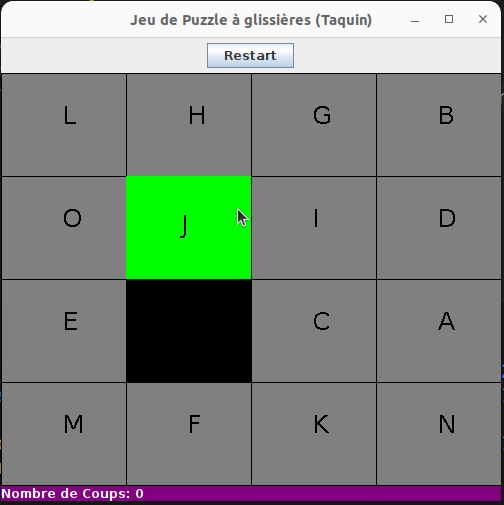 Jeu de Puzzle à glissières (Taquin)
Restart
L H G B
O J I D
E C A
M F K N
Nombre de Coups: 0